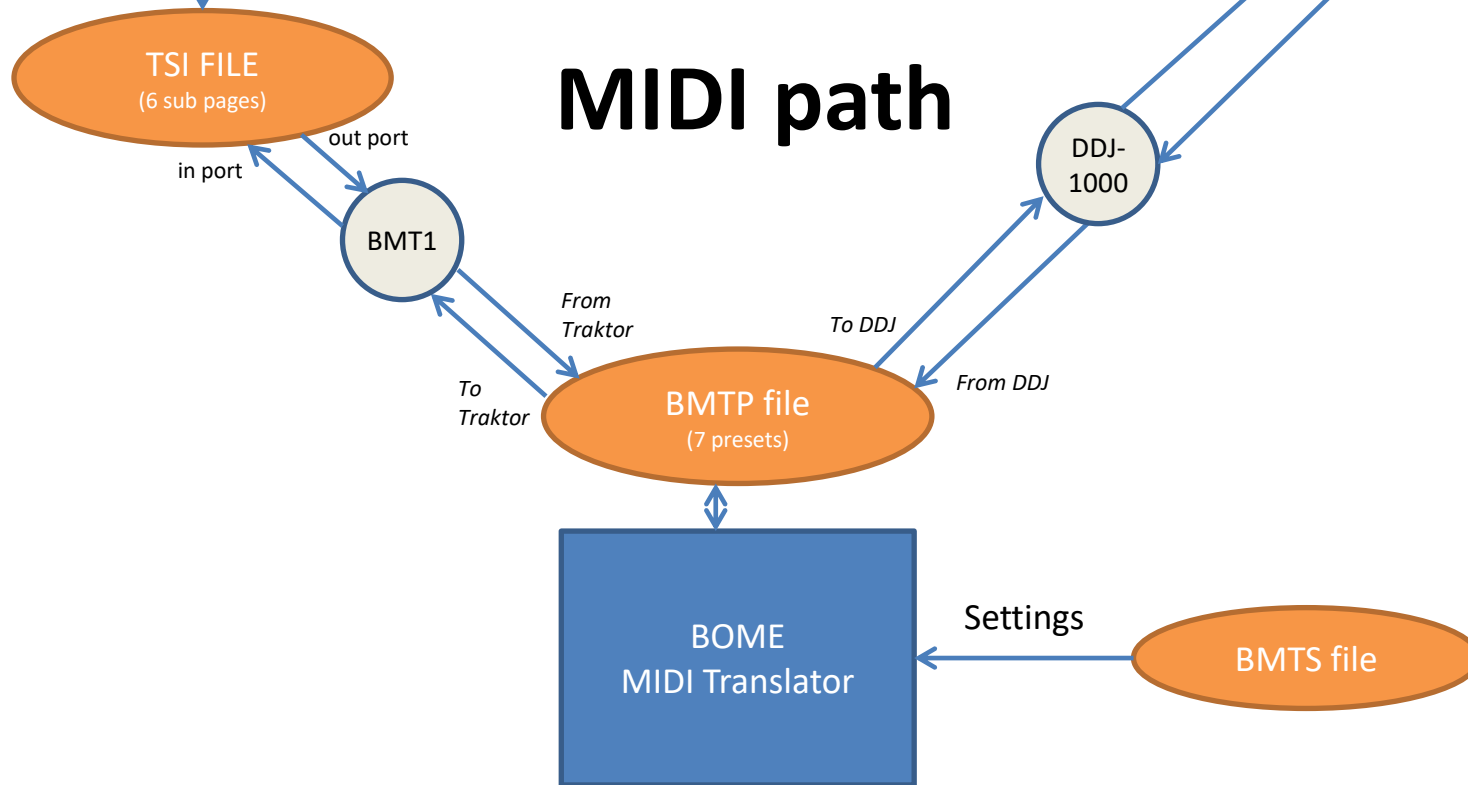 TSI FILE
(6 sub pages)
MIDI path
out port
in port
DDJ-
1000
BMT1
From
Traktor
To DDJ
To
Traktor
From DDJ
BMTP file
(7 presets)
Settings
BOME
MIDI Translator
BMTS file